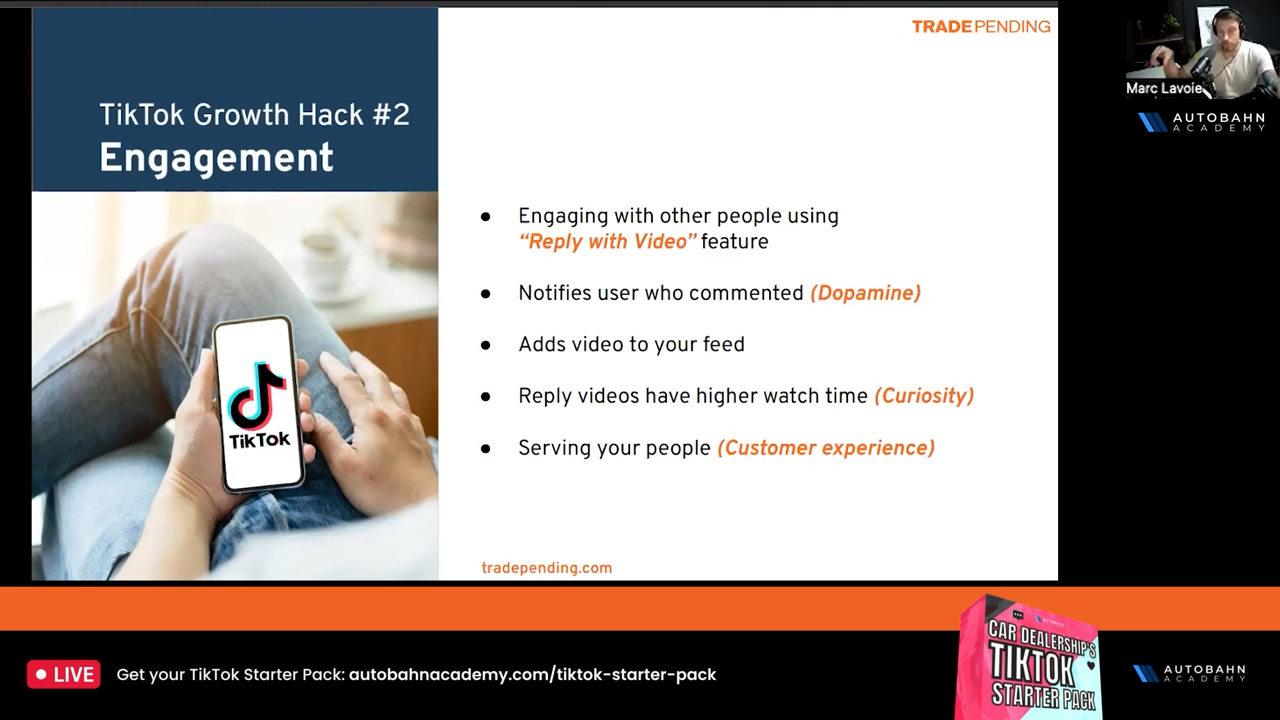 TRADEPENDING
TikTok Growth Hack #2
Engagement
● Engaging with other people using
“Reply with Video” feature
● Notifies user who commented (Dopamine)
● Adds video to your feed
● Reply videos have higher watch time (Curiosity)
● Serving your people (Customer experience)
TikTok
tradepending.com
Marc Lavoie
AUTOBAHN
ACADEMY
LIVE
Get your TikTok Starter Pack: autobahnacademy.com/tiktok-starter-pack
CAR DEALERSHIP'S
TIKTOK
STARTER PACK
AUTOBAHN
ACADEMY